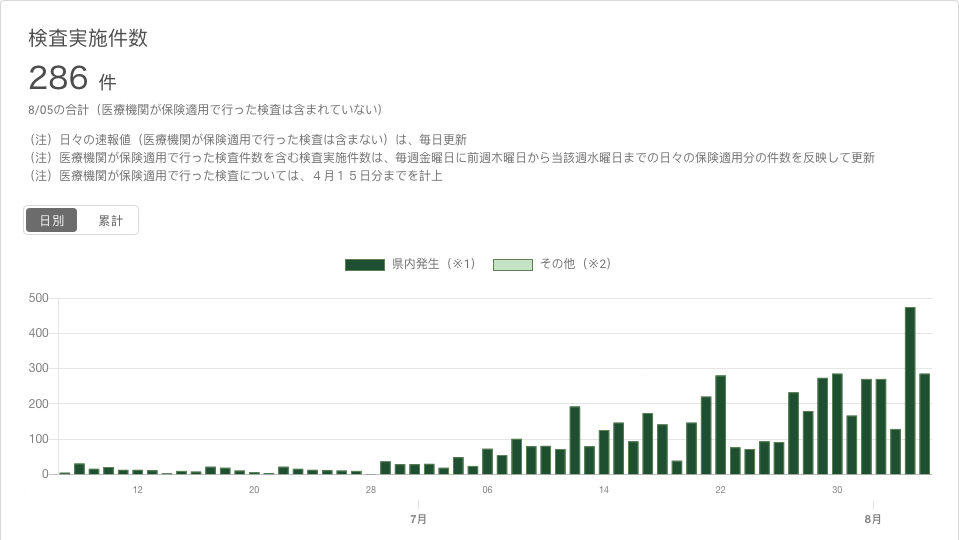 検査実施件数
286 件
8/05の合計（医療機関が保険適用で行った検査は含まれていない）
（注）日々の速報値（医療機関が保険適用で行った検査は含まない）は、毎日更新
（注）医療機関が保険適用で行った検査件数を含む検査実施件数は、毎週金曜日に前週木曜日から当該週水曜日までの日々の保険適用分の件数を反映して更新
（注）医療機関が保険適用で行った検査については、４月１５日分までを計上
日別 累計
県内発生（※1） その他（※2）
500
400
300
200
100
0
12 20 28 06 14 22 30
7月 8月